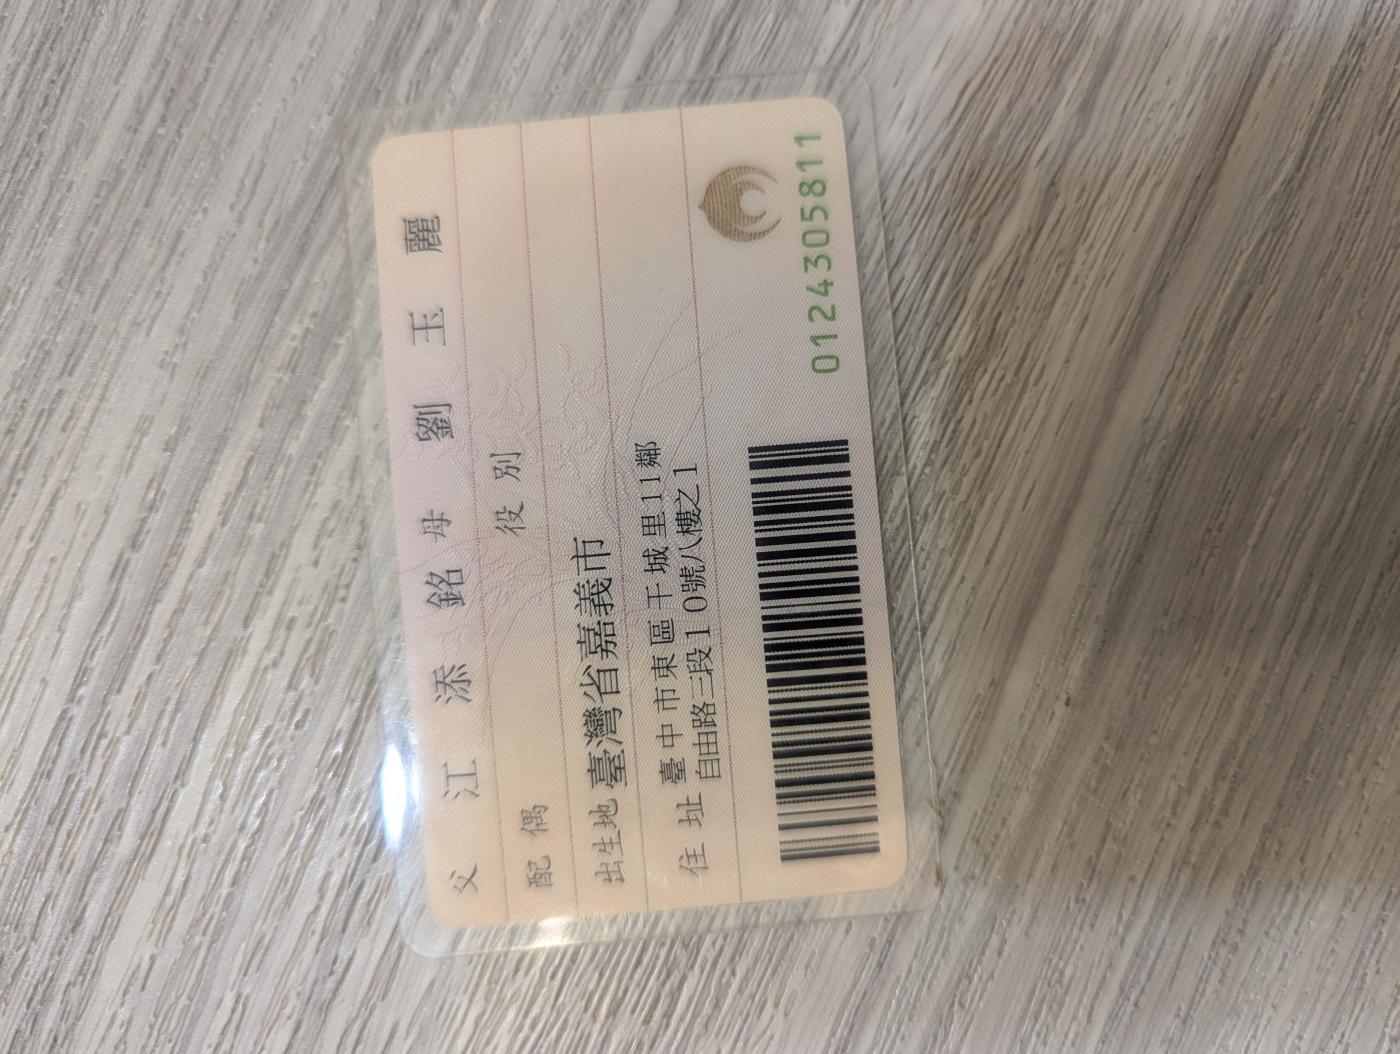 父 江添銘 母 劉玉麗
配偶 役別
出生地 臺灣省嘉義市
住址 臺中市東區干城里11鄰
自由路三段10號八樓之1
0124305811